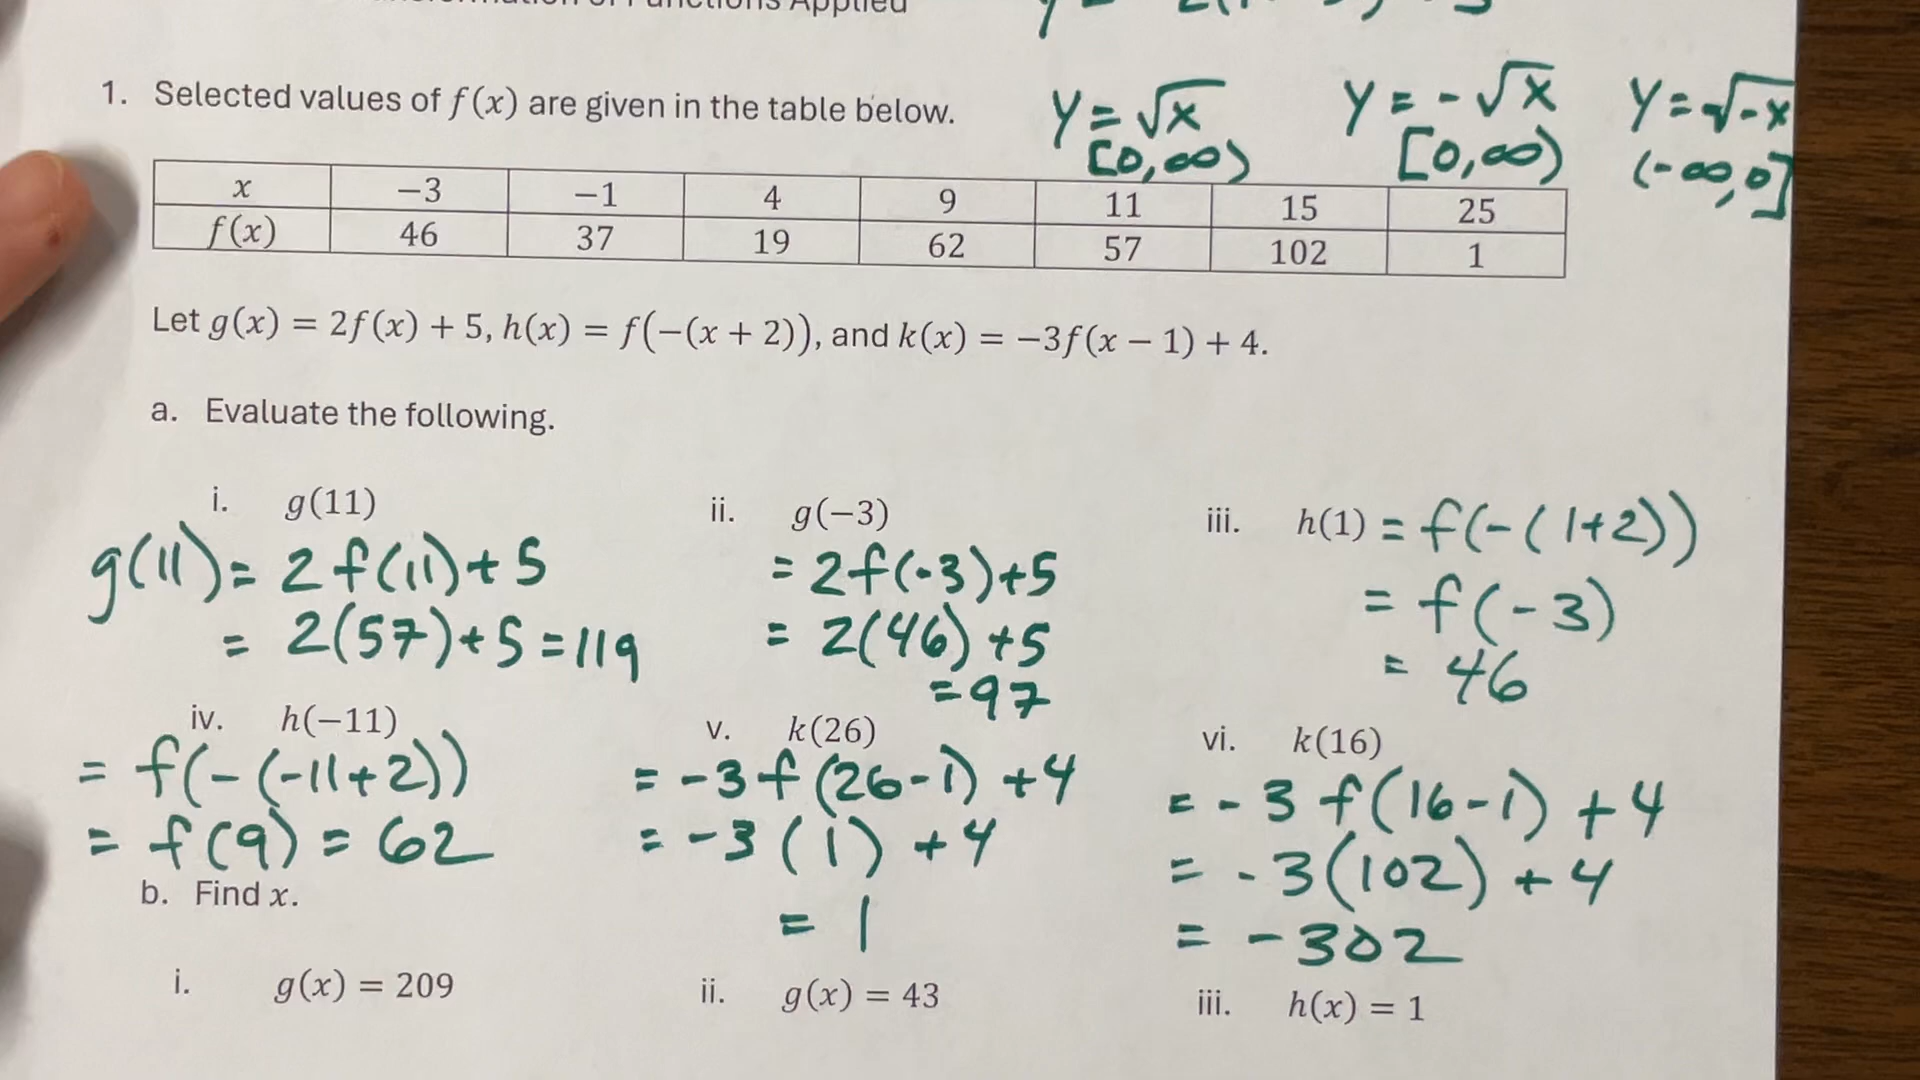 of Functions Applied
1. Selected values of f(x) are given in the table below.
y = √x
[0,∞)
y = -√x
[0,∞)
y = √-x
(-∞,0]
x −3 −1 4 9 11 15 25
f(x) 46 37 19 62 57 102 1
Let g(x) = 2f(x) + 5, h(x) = f(−(x + 2)), and k(x) = −3f(x − 1) + 4.
a. Evaluate the following.
i. g(11)
g(11) = 2f(11)+5
= 2(57)+5 = 119
ii. g(−3)
= 2f(-3)+5
= 2(46)+5
= 97
iii. h(1) = f(-(1+2))
= f(-3)
= 46
iv. h(−11)
= f(-(-11+2))
= f(9) = 62
v. k(26)
= -3f(26-1)+4
= -3(1)+4
= 1
vi. k(16)
= -3f(16-1)+4
= -3(102)+4
= -302
b. Find x.
i. g(x) = 209
ii. g(x) = 43
iii. h(x) = 1